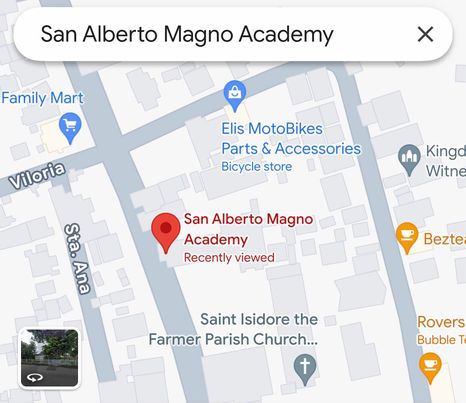 San Alberto Magno Academy
Family Mart
Elis MotoBikes
Parts & Accessories
Bicycle store
Viloria
Kingd
Witne
San Alberto Magno
Academy
Recently viewed
Sta. Ana
Beztea
Saint Isidore the
Farmer Parish Church...
Rovers
Bubble Te